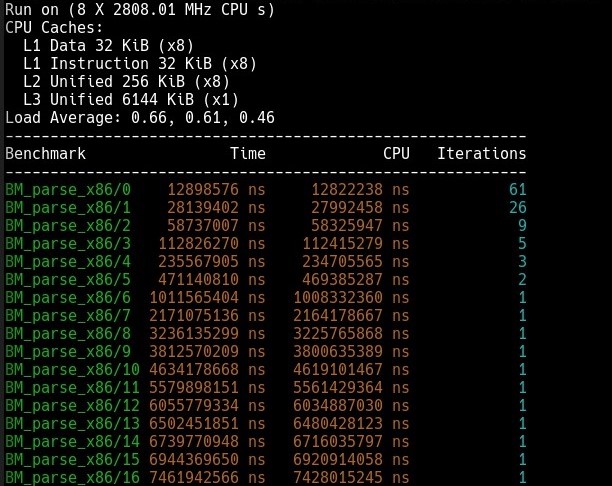 Run on (8 X 2808.01 MHz CPU s)
CPU Caches:
L1 Data 32 KiB (x8)
L1 Instruction 32 KiB (x8)
L2 Unified 256 KiB (x8)
L3 Unified 6144 KiB (x1)
Load Average: 0.66, 0.61, 0.46
----------------------------------------------------------
Benchmark Time CPU Iterations
----------------------------------------------------------
BM_parse_x86/0 12898576 ns 12822238 ns 61
BM_parse_x86/1 28139402 ns 27992458 ns 26
BM_parse_x86/2 58737007 ns 58325947 ns 9
BM_parse_x86/3 112826270 ns 112415279 ns 5
BM_parse_x86/4 235567905 ns 234705565 ns 3
BM_parse_x86/5 471140810 ns 469385287 ns 2
BM_parse_x86/6 1011565404 ns 1008332360 ns 1
BM_parse_x86/7 2171075136 ns 2164178667 ns 1
BM_parse_x86/8 3236135299 ns 3225765868 ns 1
BM_parse_x86/9 3812570209 ns 3800635389 ns 1
BM_parse_x86/10 4634178668 ns 4619101467 ns 1
BM_parse_x86/11 5579898151 ns 5561429364 ns 1
BM_parse_x86/12 6055779334 ns 6034887030 ns 1
BM_parse_x86/13 6502451851 ns 6480428123 ns 1
BM_parse_x86/14 6739770948 ns 6716035797 ns 1
BM_parse_x86/15 6944369650 ns 6920914058 ns 1
BM_parse_x86/16 7461942566 ns 7428015245 ns 1